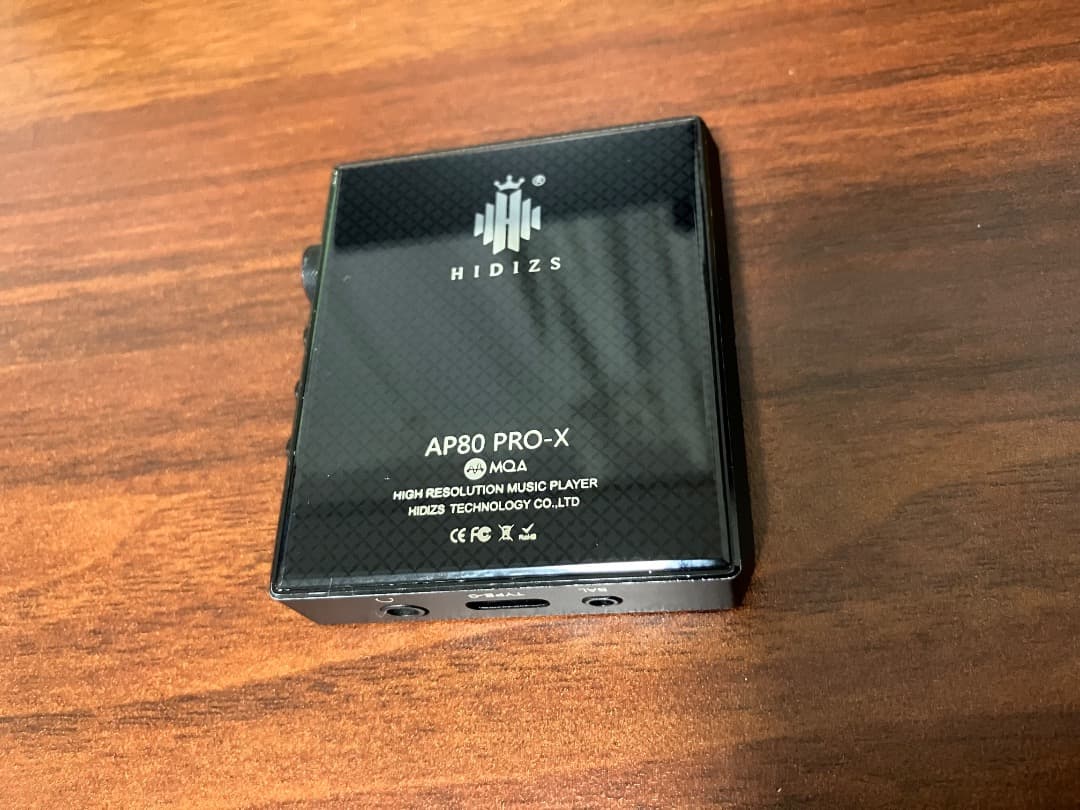 ®
HIDIZS
AP80 PRO-X
MQA
HIGH RESOLUTION MUSIC PLAYER
HIDIZS TECHNOLOGY CO.,LTD
CE FC RoHS
TYPE-C BAL